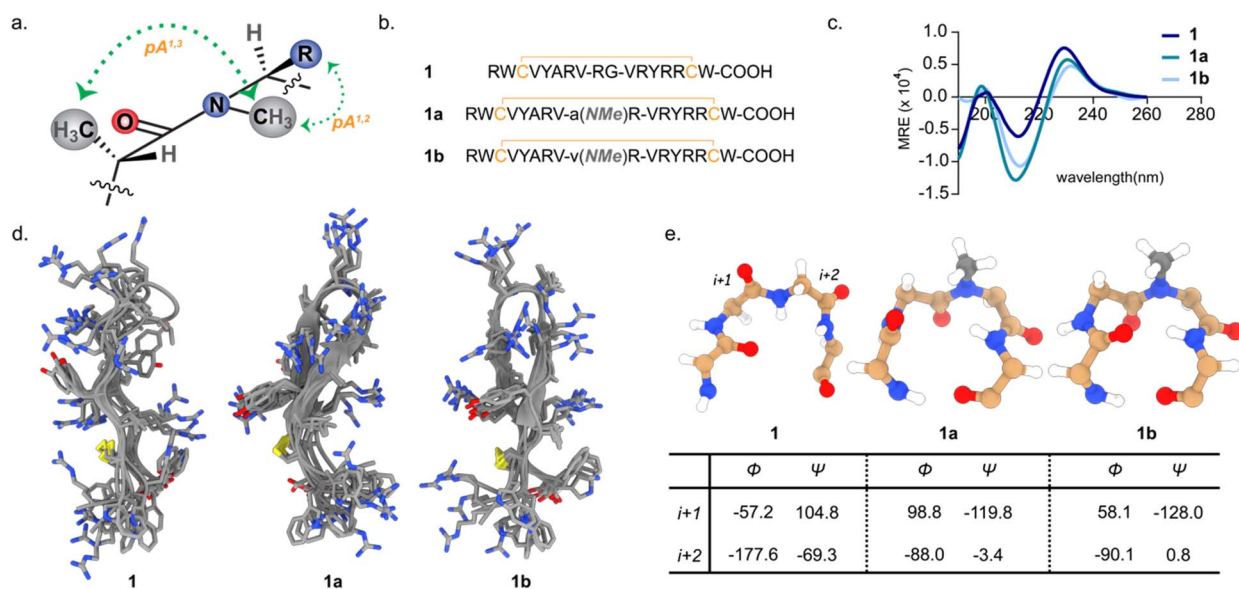 a.
H
R
pA1,3
O
N
H3C
CH3
H
pA1,2
b.
1 RWCVYARV-RG-VRYRRCW-COOH
1a RWCVYARV-a(NMe)R-VRYRRCW-COOH
1b RWCVYARV-v(NMe)R-VRYRRCW-COOH
c.
1
1a
1b
MRE (x 10^4)
1.0
0.5
0.0
-0.5
-1.0
-1.5
200 220 240 260
wavelength(nm)
d.
1 1a 1b
e.
i+1 i+2
1 1a 1b
Φ Ψ Φ Ψ Φ Ψ
i+1 -57.2 104.8 98.8 -119.8 58.1 -128.0
i+2 -177.6 -69.3 -88.0 -3.4 -90.1 0.8